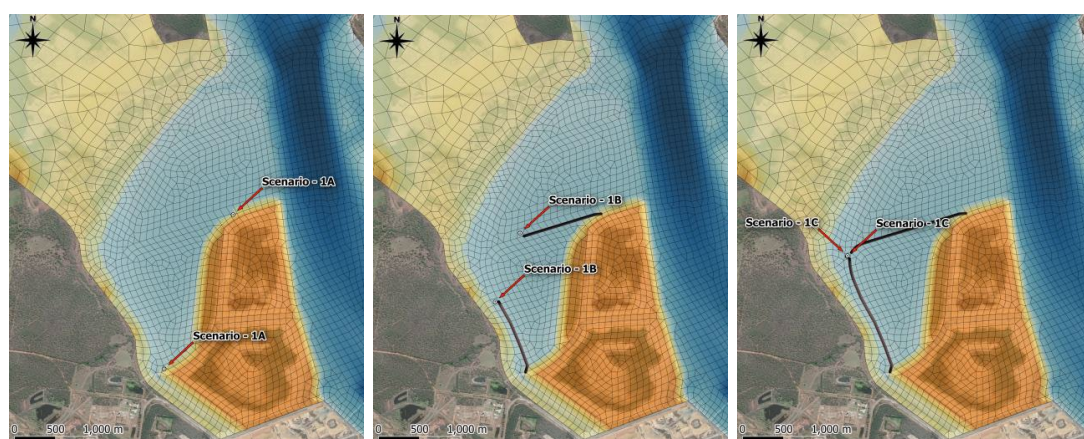 N
Scenario - 1A
Scenario - 1A
0 500 1,000 m
N
Scenario - 1B
Scenario - 1B
0 500 1,000 m
N
Scenario - 1C
Scenario - 1C
0 500 1,000 m